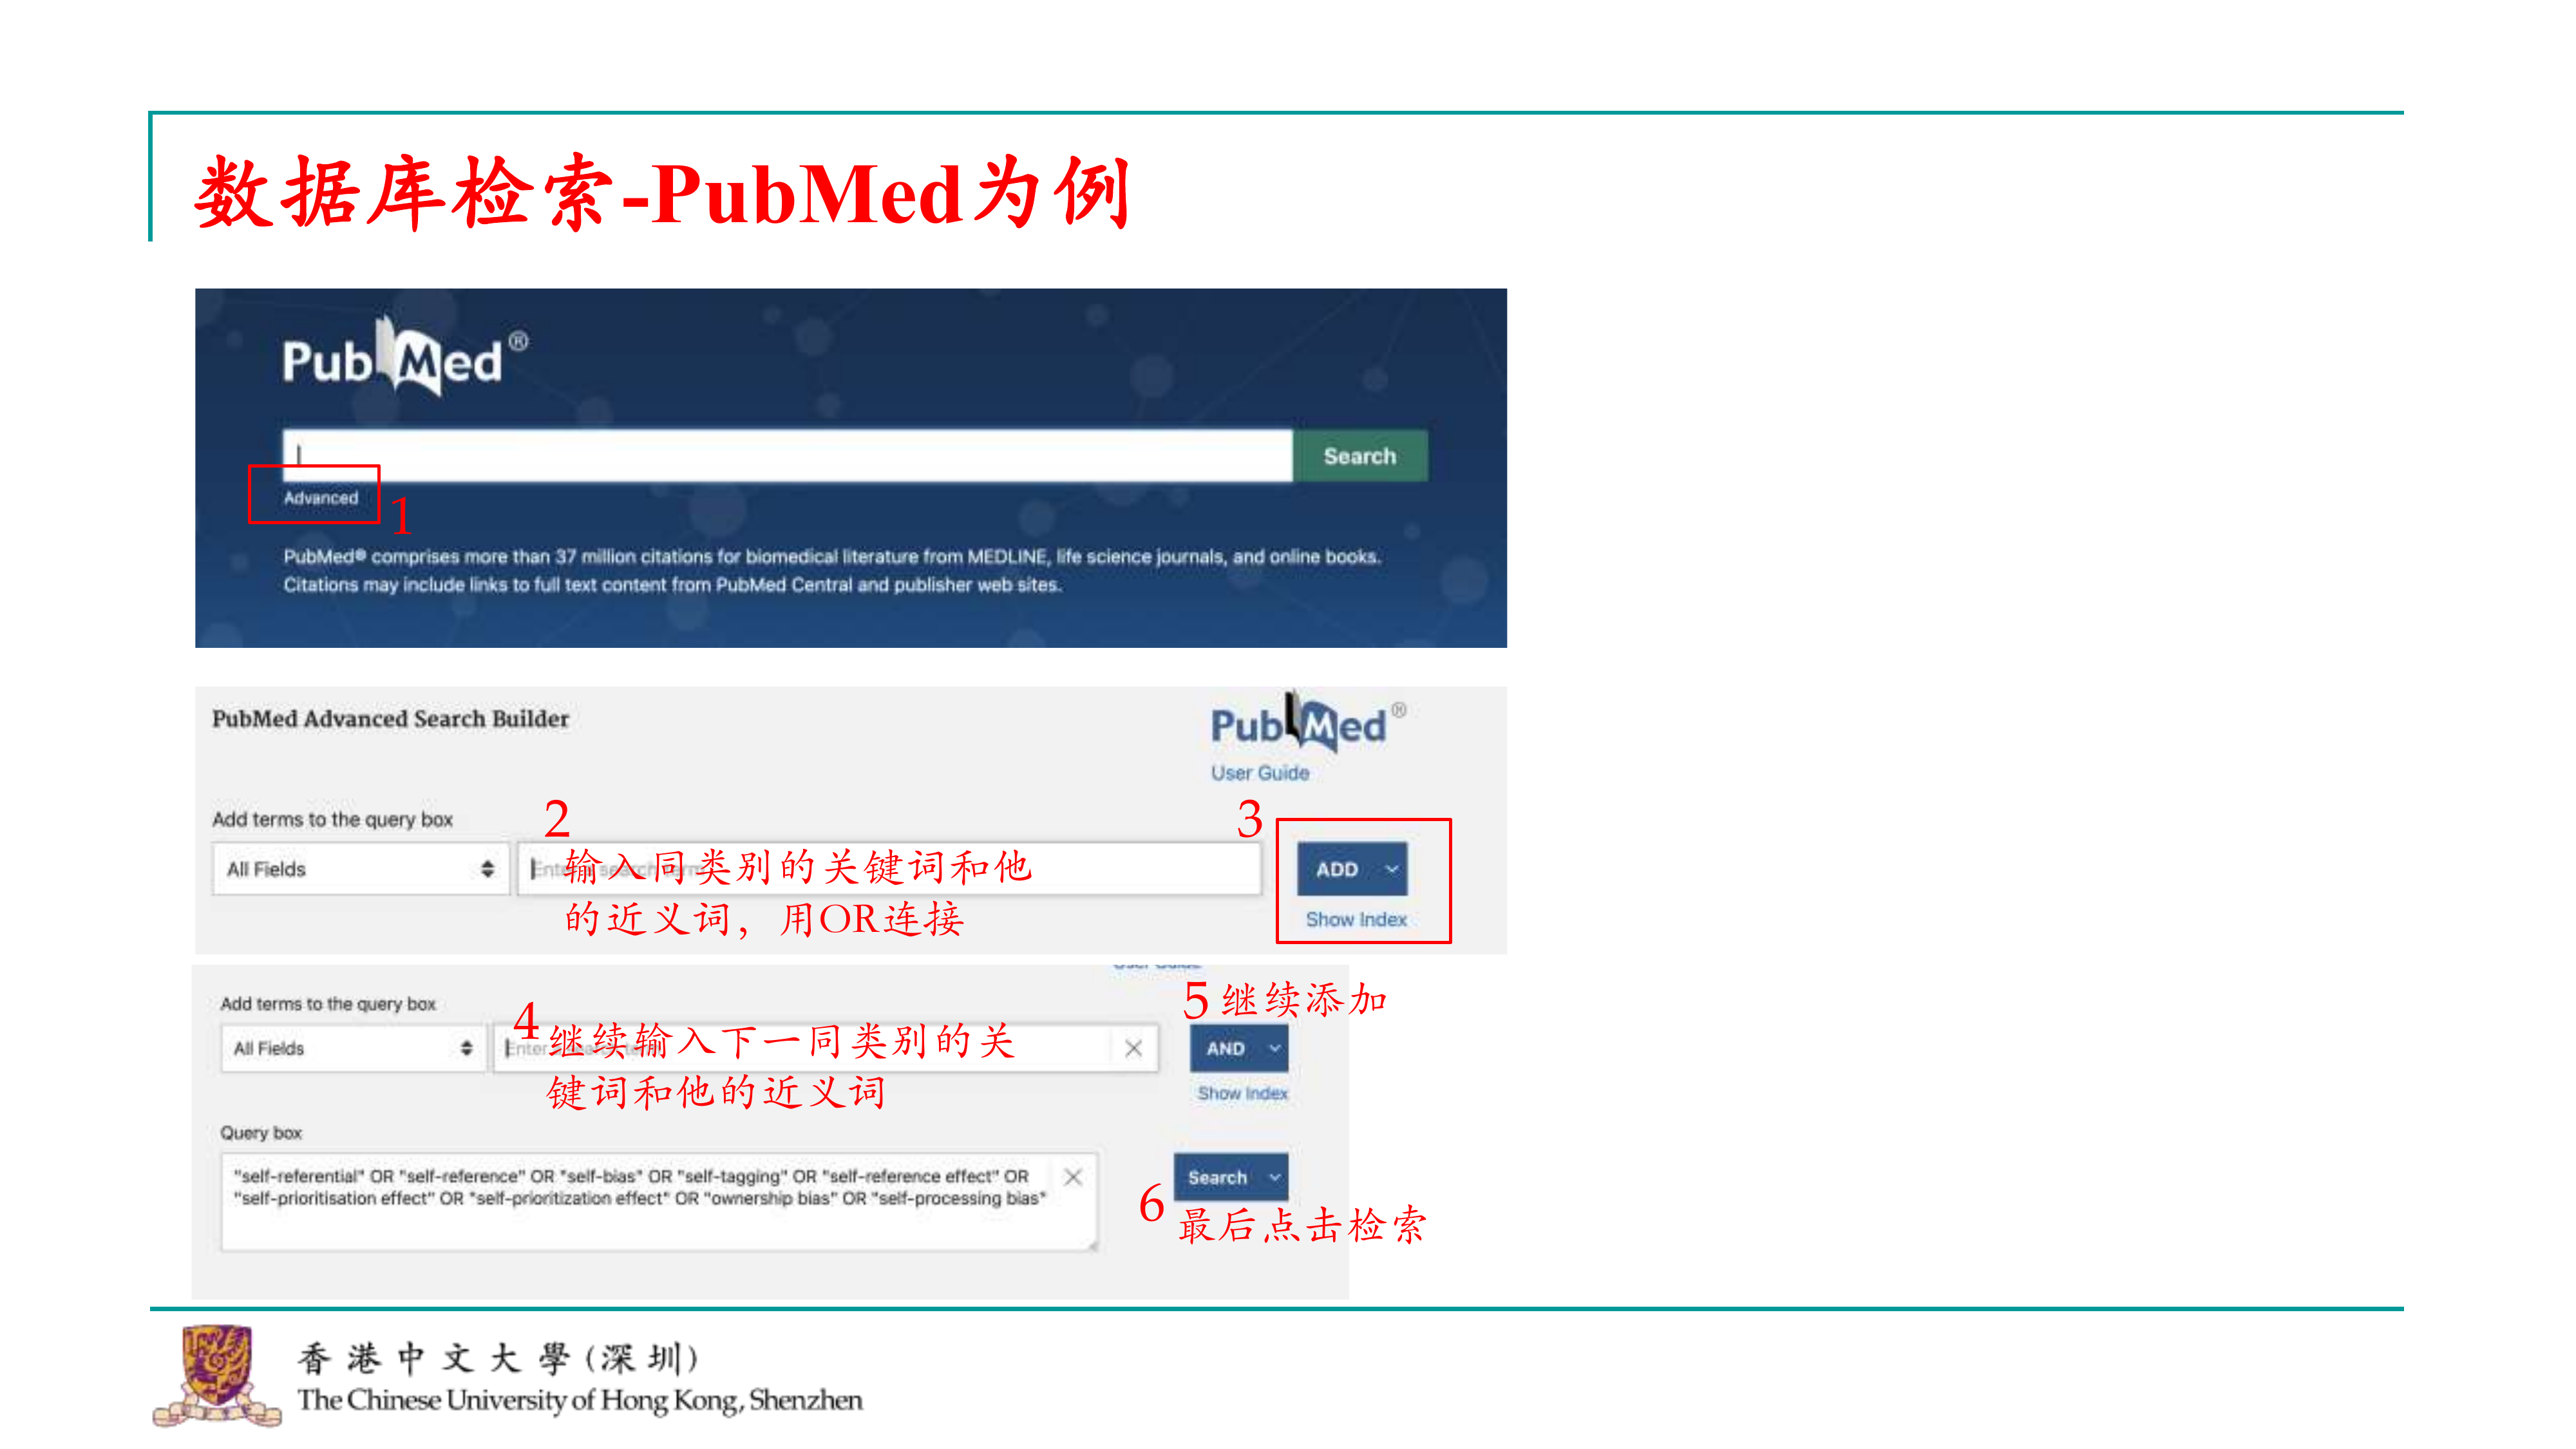 数据库检索-PubMed为例
PubMed®
Search
Advanced
1
PubMed® comprises more than 37 million citations for biomedical literature from MEDLINE, life science journals, and online books.
Citations may include links to full text content from PubMed Central and publisher web sites.
PubMed Advanced Search Builder
PubMed®
User Guide
Add terms to the query box
2
3
All Fields
输入同类别的关键词和他
的近义词，用OR连接
ADD
Show Index
Add terms to the query box
4
5 继续添加
All Fields
继续输入下一同类别的关
键词和他的近义词
AND
Show Index
Query box
"self-referential" OR "self-reference" OR "self-bias" OR "self-tagging" OR "self-reference effect" OR
"self-prioritisation effect" OR "self-prioritization effect" OR "ownership bias" OR "self-processing bias"
Search
6
最后点击检索
香港中文大學(深圳)
The Chinese University of Hong Kong, Shenzhen